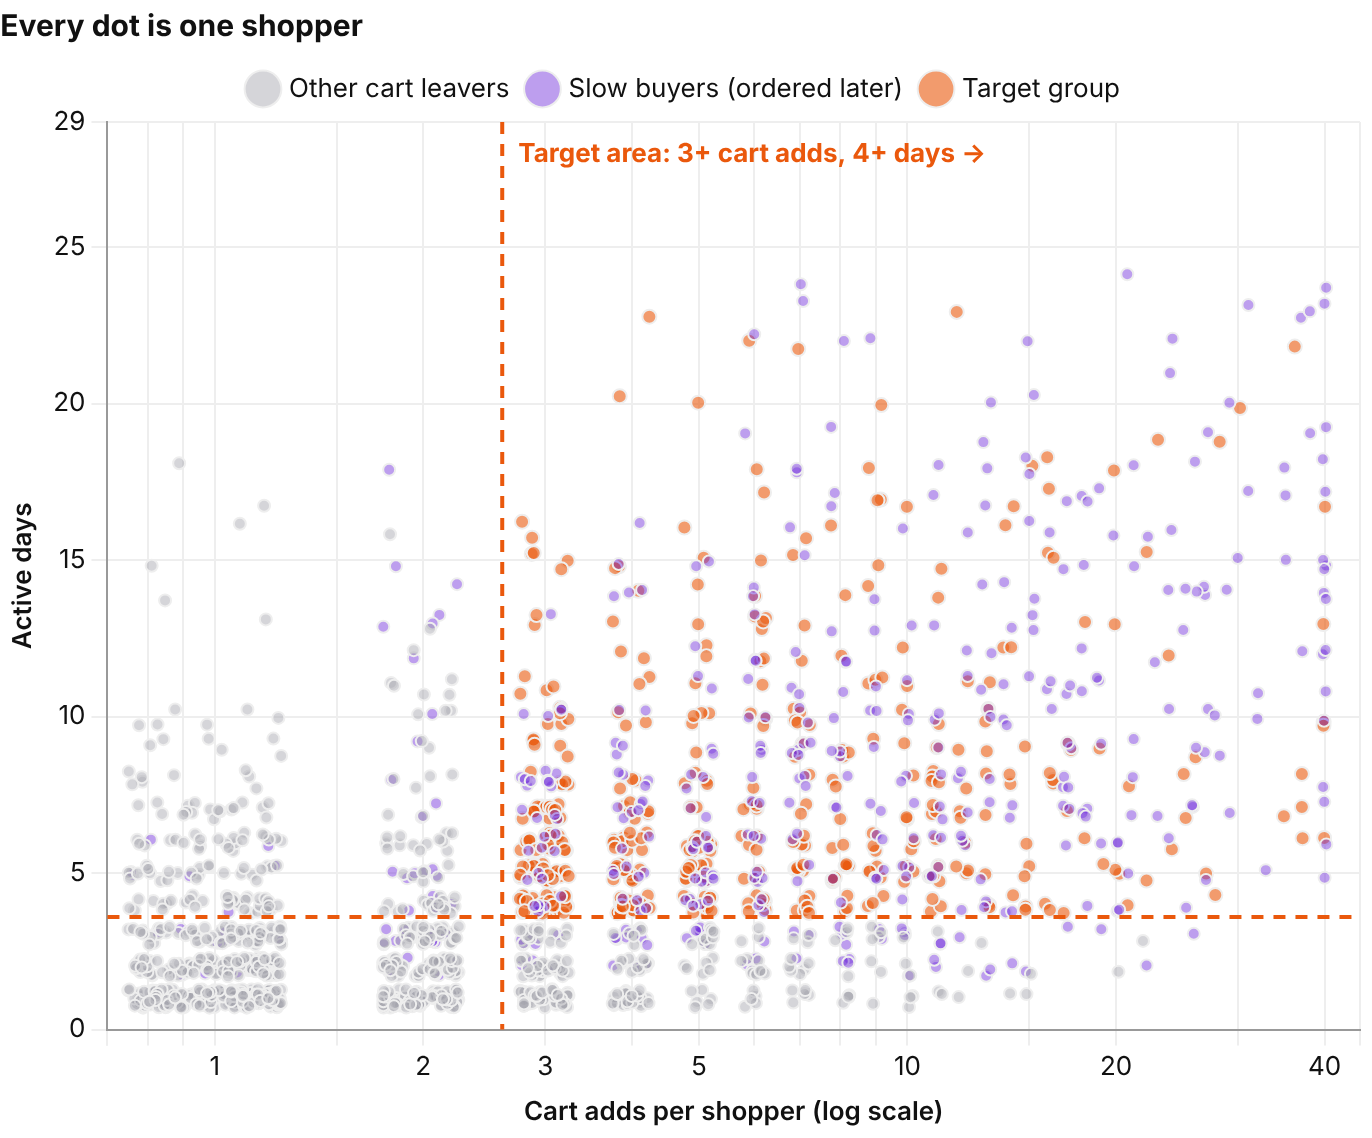 Every dot is one shopper
Other cart leavers
Slow buyers (ordered later)
Target group
Target area: 3+ cart adds, 4+ days →
29
25
20
15
10
5
0
Active days
1
2
3
5
10
20
40
Cart adds per shopper (log scale)